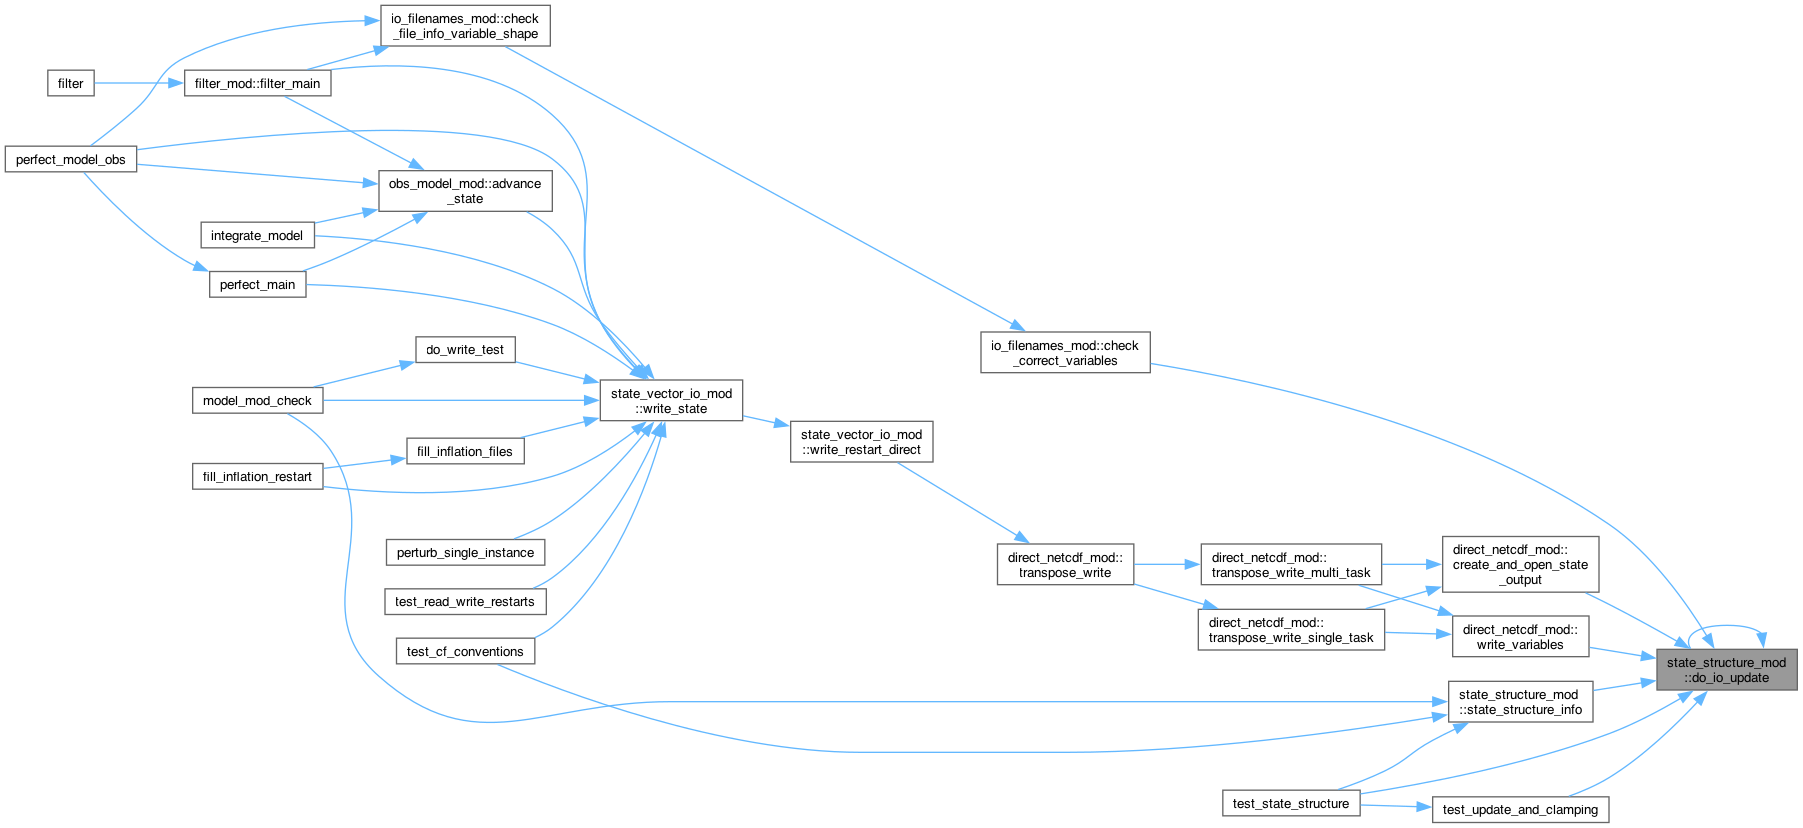 io_filenames_mod::check
_file_info_variable_shape
filter
filter_mod::filter_main
perfect_model_obs
obs_model_mod::advance
_state
integrate_model
perfect_main
do_write_test
io_filenames_mod::check
_correct_variables
model_mod_check
state_vector_io_mod
::write_state
state_vector_io_mod
::write_restart_direct
fill_inflation_files
fill_inflation_restart
perturb_single_instance
direct_netcdf_mod::
transpose_write
direct_netcdf_mod::
transpose_write_multi_task
direct_netcdf_mod::
create_and_open_state
_output
test_read_write_restarts
direct_netcdf_mod::
transpose_write_single_task
direct_netcdf_mod::
write_variables
test_cf_conventions
state_structure_mod
::do_io_update
state_structure_mod
::state_structure_info
test_state_structure
test_update_and_clamping